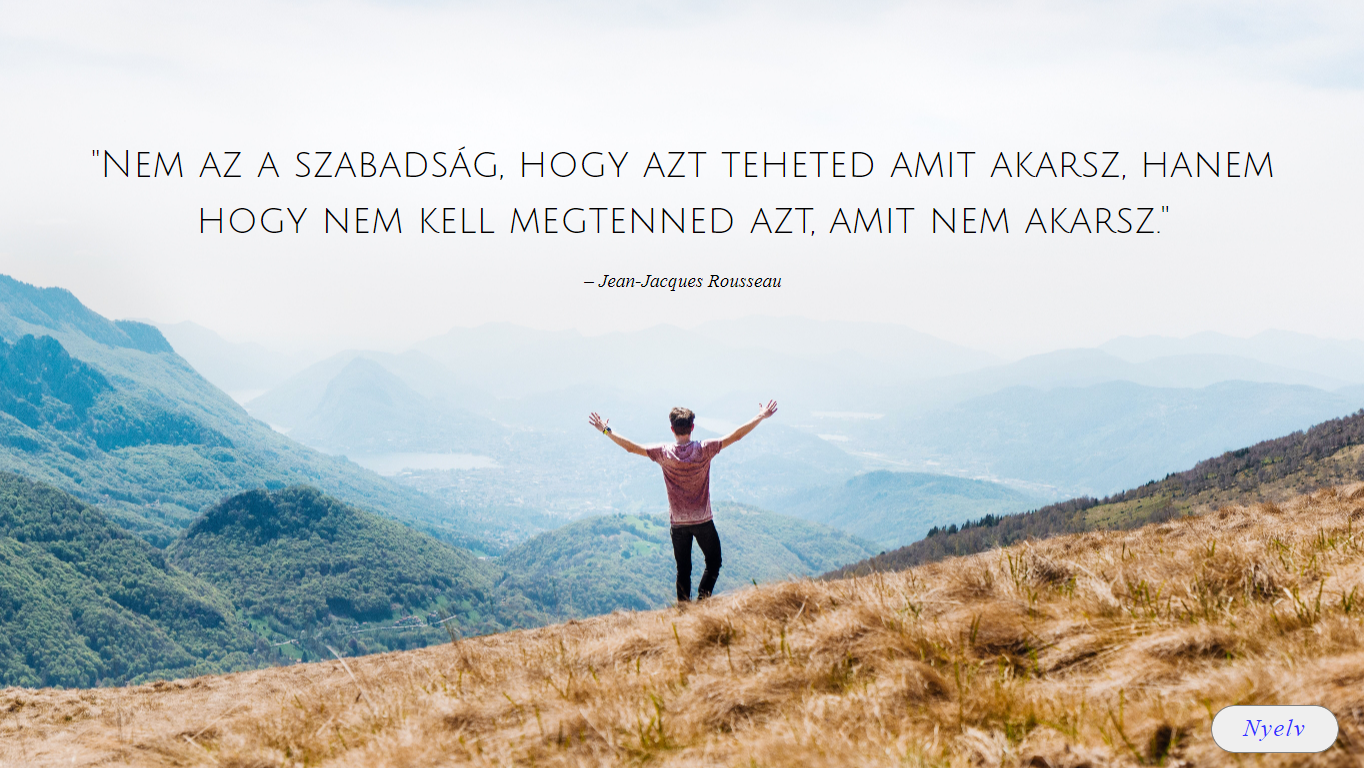 "Nem az a szabadság, hogy azt teheted amit akarsz, hanem
hogy nem kell megtenned azt, amit nem akarsz."
– Jean-Jacques Rousseau
Nyelv